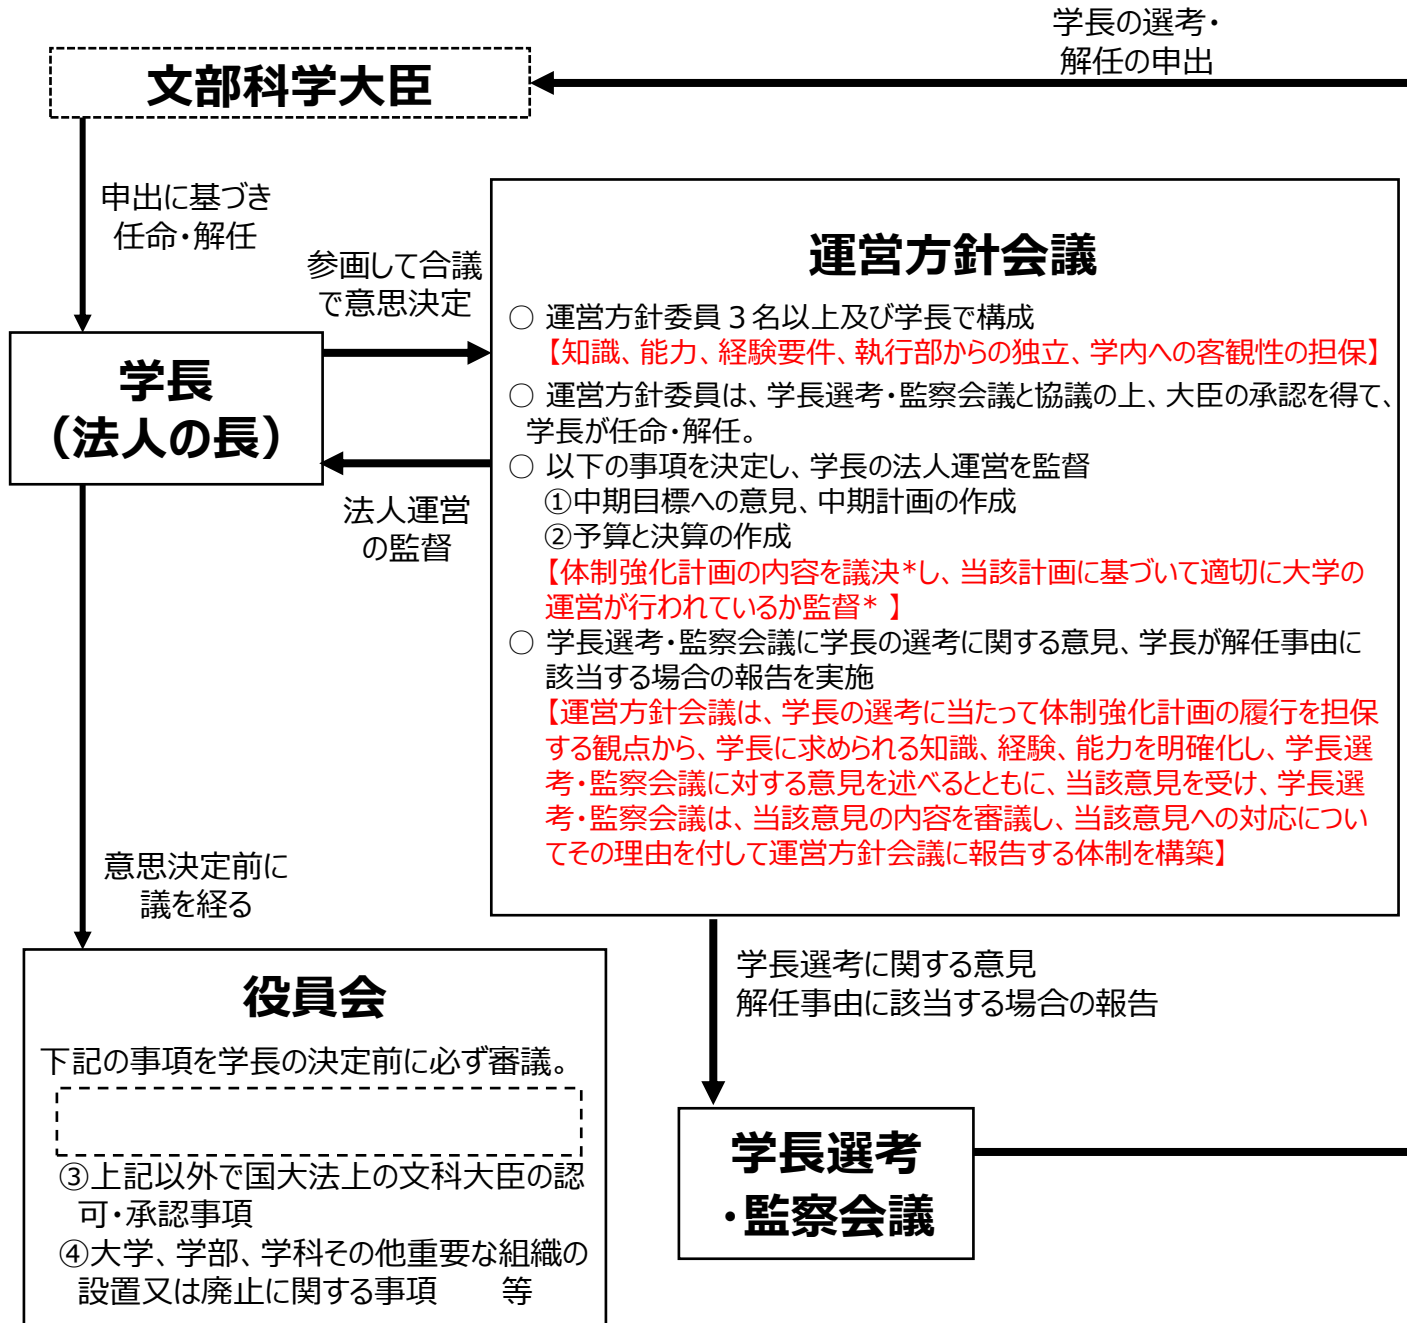 学長の選考・
解任の申出
文部科学大臣
申出に基づき
任命・解任
参画して合議
で意思決定
学長
（法人の長）
法人運営
の監督
運営方針会議
○ 運営方針委員３名以上及び学長で構成
【知識、能力、経験要件、執行部からの独立、学内への客観性の担保】
○ 運営方針委員は、学長選考・監察会議と協議の上、大臣の承認を得て、
学長が任命・解任。
○ 以下の事項を決定し、学長の法人運営を監督
①中期目標への意見、中期計画の作成
②予算と決算の作成
【体制強化計画の内容を議決*し、当該計画に基づいて適切に大学の
運営が行われているか監督* 】
○ 学長選考・監察会議に学長の選考に関する意見、学長が解任事由に
該当する場合の報告を実施
【運営方針会議は、学長の選考に当たって体制強化計画の履行を担保
する観点から、学長に求められる知識、経験、能力を明確化し、学長選
考・監察会議に対する意見を述べるとともに、当該意見を受け、学長選
考・監察会議は、当該意見の内容を審議し、当該意見への対応につい
てその理由を付して運営方針会議に報告する体制を構築】
意思決定前に
議を経る
役員会
下記の事項を学長の決定前に必ず審議。
③上記以外で国大法上の文科大臣の認
可・承認事項
④大学、学部、学科その他重要な組織の
設置又は廃止に関する事項　　等
学長選考に関する意見
解任事由に該当する場合の報告
学長選考
・監察会議